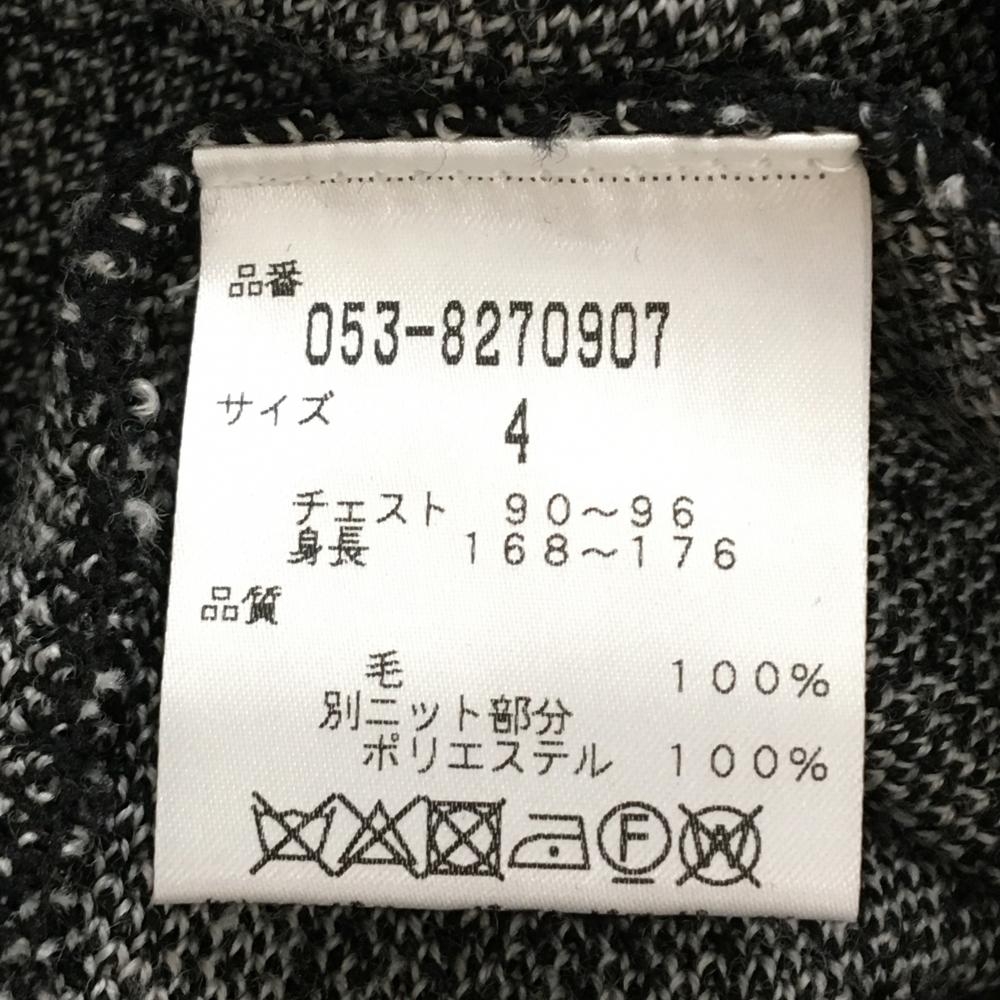 品番
053-8270907
サイズ 4
チェスト 90～96
身長 168～176
品質
毛 100%
別ニット部分
ポリエステル 100%
F W